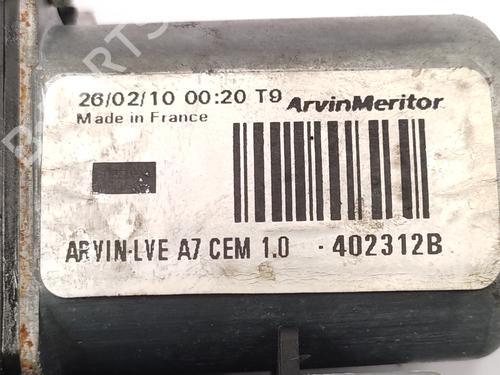 26/02/10 00:20 T9 ArvinMeritor
Made in France
ARVIN-LVE A7 CEM 1.0 - 402312B